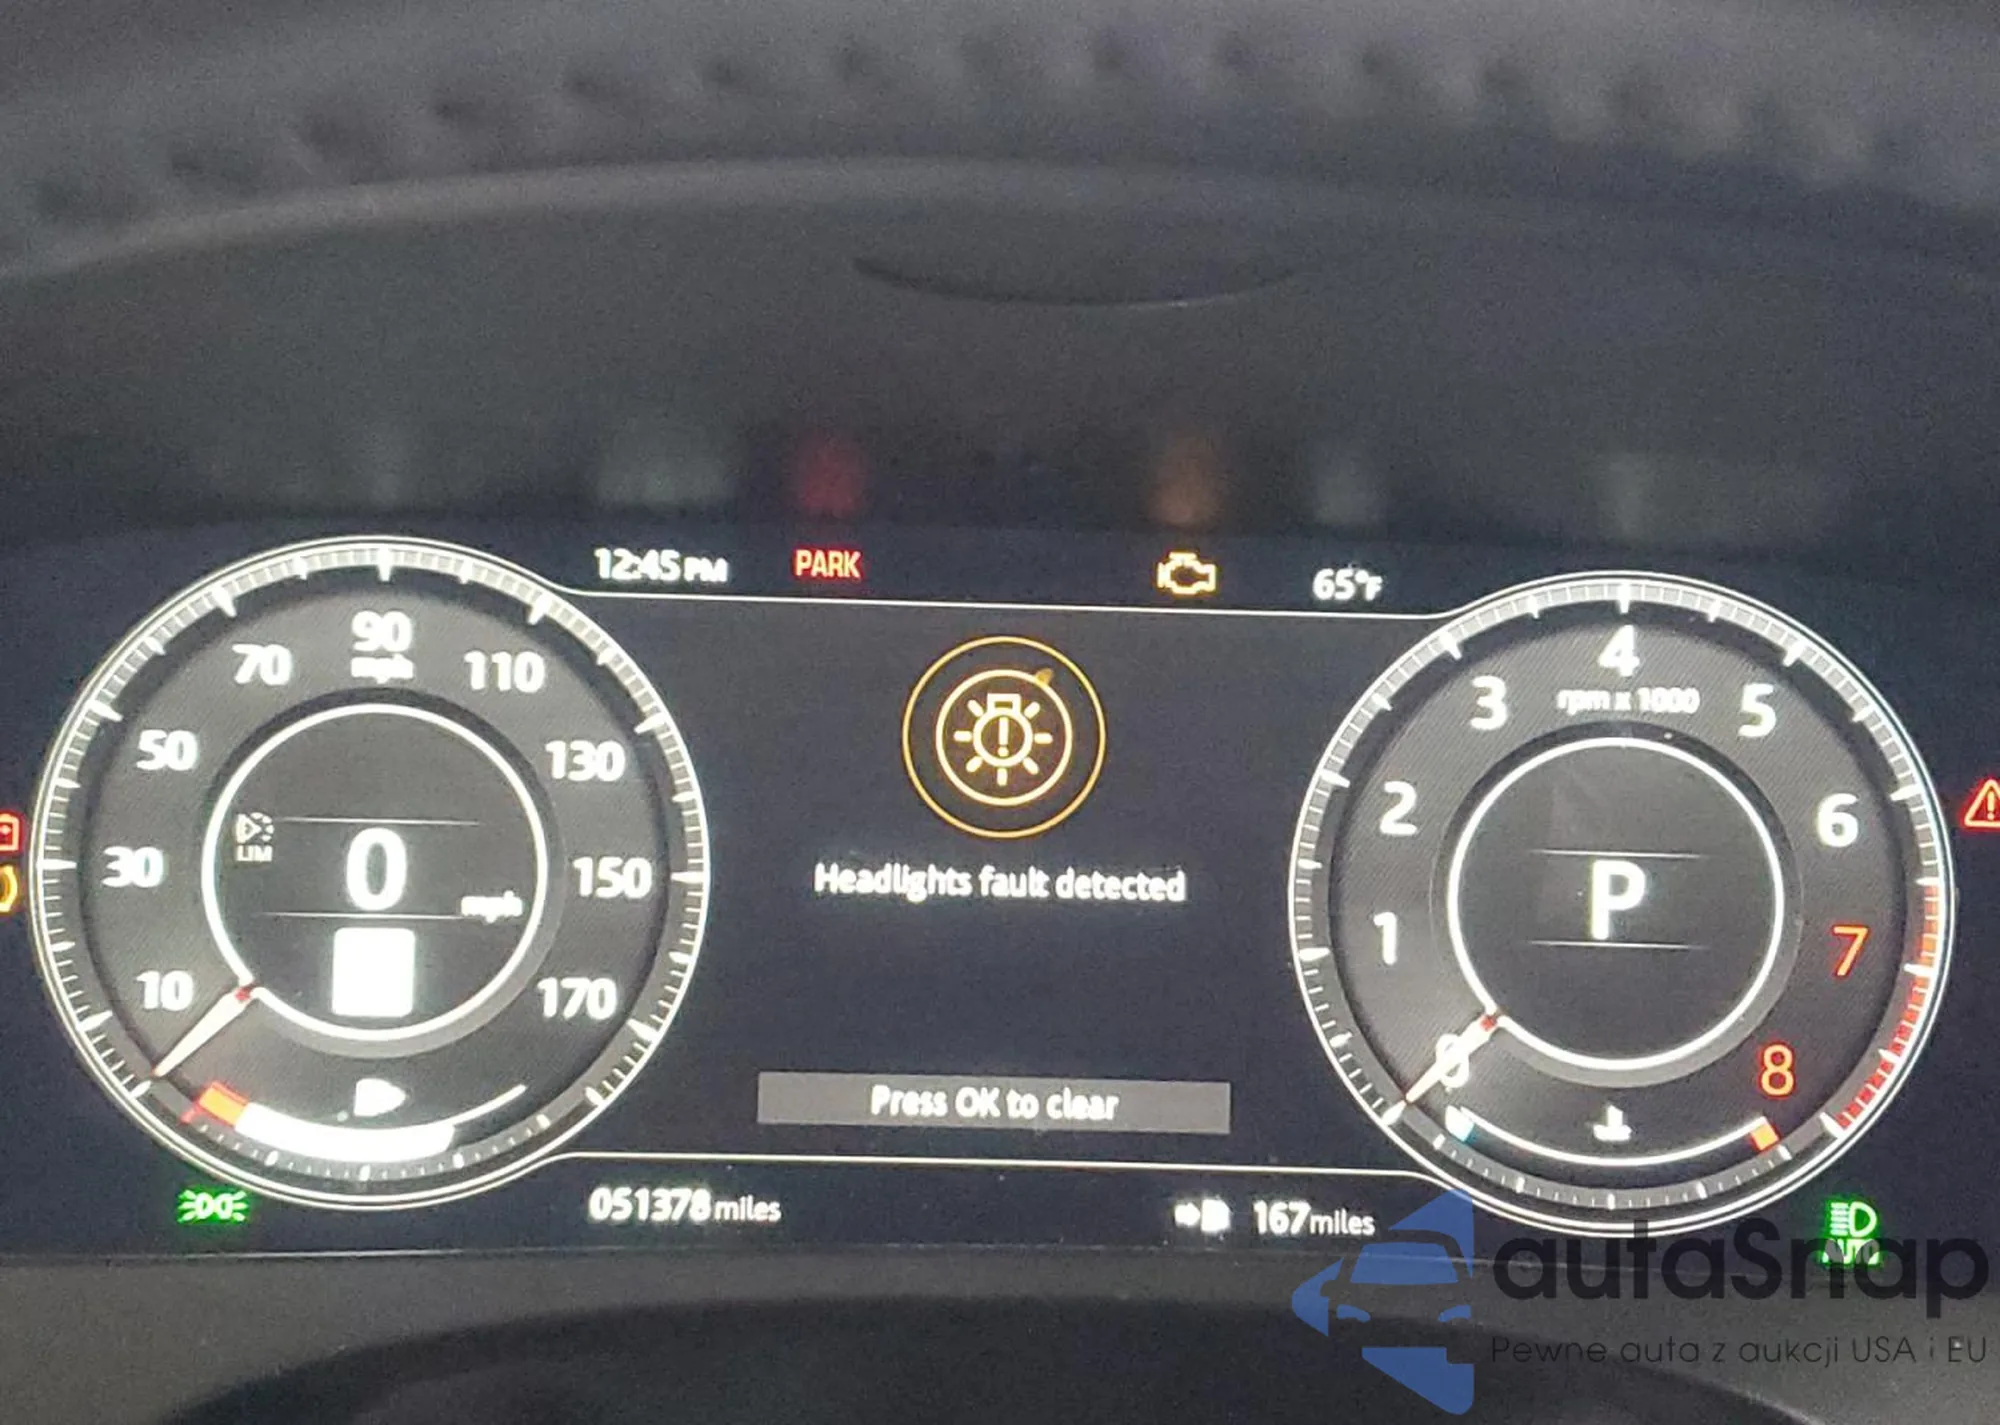 12:45 PM
PARK
65°F
90
mph
70
110
50
130
30
150
10
170
LIM
0
mph
Headlights fault detected
Press OK to clear
4
rpm x 1000
3
5
2
6
1
7
0
8
P
051378 miles
167 miles
AUTO
autaSnap
Pewne auta z aukcji USA i EU